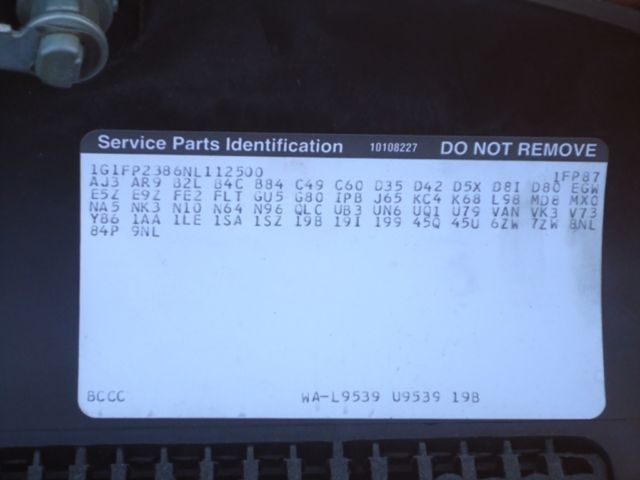 Service Parts Identification 10108227 DO NOT REMOVE
1G1FP2386NL112500 1FP87
AJ3 AR9 B2L B4C B84 C49 C60 D35 D42 D5X D8I D80 EGW
E5Z E9Z FE2 FLT GU5 G80 IPB J65 KC4 K68 L98 MD8 MX0
NA5 NK3 N10 N64 N96 QLC UB3 UN6 UQ1 U79 VAN VK3 V73
Y86 1AA 1LE 1SA 1SZ 19B 19I 199 45Q 45U 6ZW 7ZW 8NL
84P 9NL
BCCC WA-L9539 U9539 19B